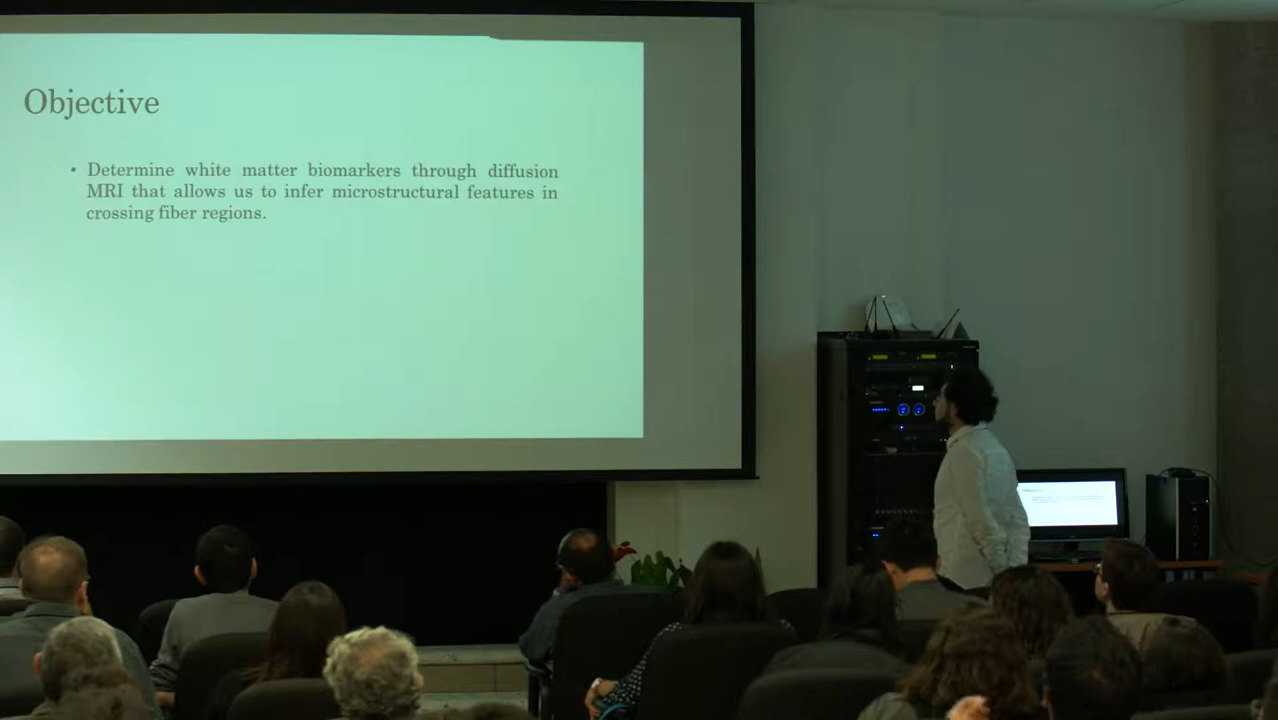 Objective
• Determine white matter biomarkers through diffusion
MRI that allows us to infer microstructural features in
crossing fiber regions.